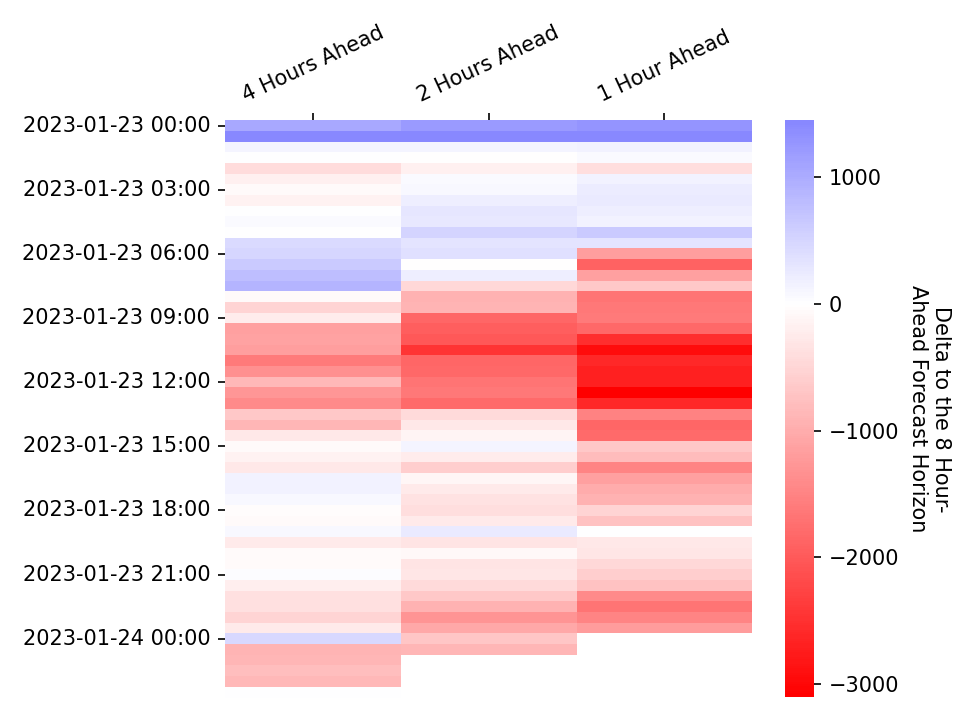 4 Hours Ahead
2 Hours Ahead
1 Hour Ahead
2023-01-23 00:00
2023-01-23 03:00
2023-01-23 06:00
2023-01-23 09:00
2023-01-23 12:00
2023-01-23 15:00
2023-01-23 18:00
2023-01-23 21:00
2023-01-24 00:00
1000
0
−1000
−2000
−3000
Delta to the 8 Hour-
Ahead Forecast Horizon